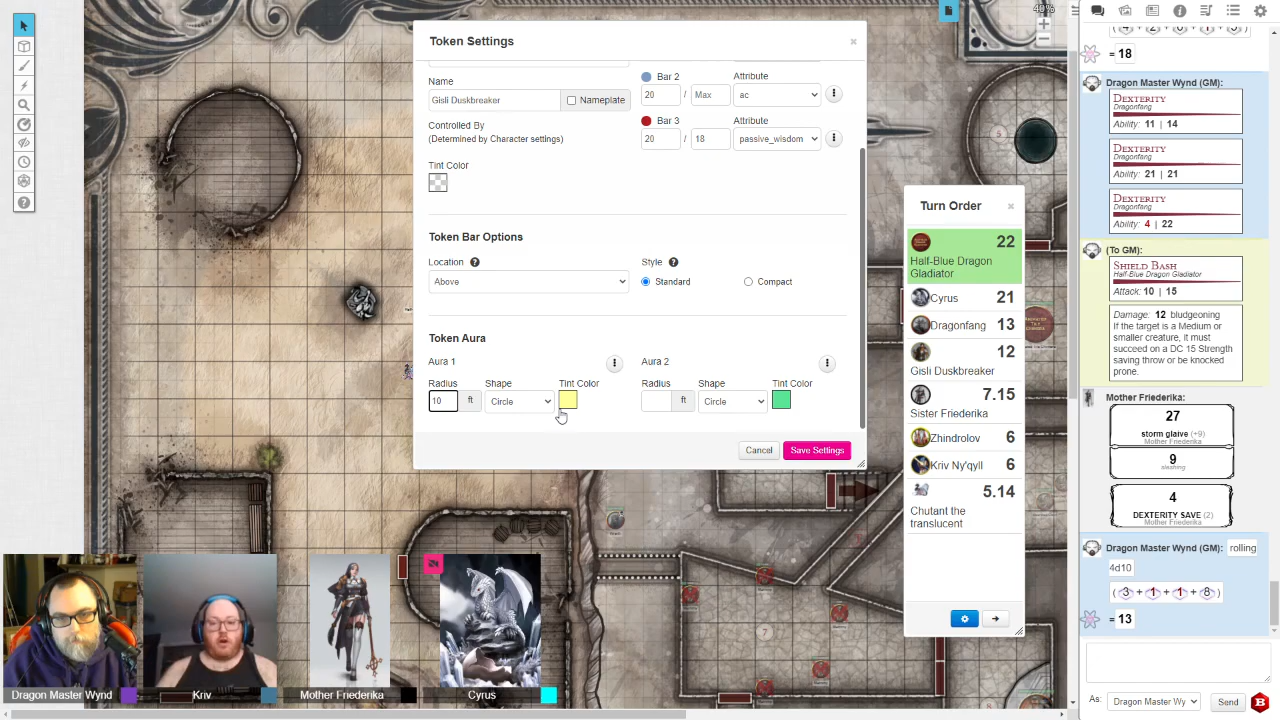 Token Settings
Name
Gisli Duskbreaker
Nameplate
Controlled By
(Determined by Character settings)
Tint Color
Bar 2
Attribute
20 / Max
ac
Bar 3
Attribute
20 / 18
passive_wisdom
Token Bar Options
Location ?
Above
Style ?
Standard
Compact
Token Aura
Aura 1
Radius
Shape
Tint Color
10 ft
Circle
Aura 2
Radius
Shape
Tint Color
ft
Circle
Cancel
Save Settings
Turn Order
22
Half-Blue Dragon
Gladiator
Cyrus 21
Dragonfang 13
12
Gisli Duskbreaker
7.15
Sister Friederika
Zhindrolov 6
Kriv Ny'qyll 6
5.14
Chutant the
translucent
= 18
Dragon Master Wynd (GM):
DEXTERITY
Dragonfang
Ability: 11 | 14
DEXTERITY
Dragonfang
Ability: 21 | 21
DEXTERITY
Dragonfang
Ability: 4 | 22
(To GM):
SHIELD BASH
Half-Blue Dragon Gladiator
Attack: 10 | 15
Damage: 12 bludgeoning
If the target is a Medium or
smaller creature, it must
succeed on a DC 15 Strength
saving throw or be knocked
prone.
Mother Friederika:
27
storm glaive (+9)
Mother Friederika
9
slashing
4
DEXTERITY SAVE (2)
Mother Friederika
Dragon Master Wynd (GM): rolling
4d10
(3+1+1+8)
= 13
As: Dragon Master Wy
Send
Dragon Master Wynd
Kriv
Mother Friederika
Cyrus
5
7